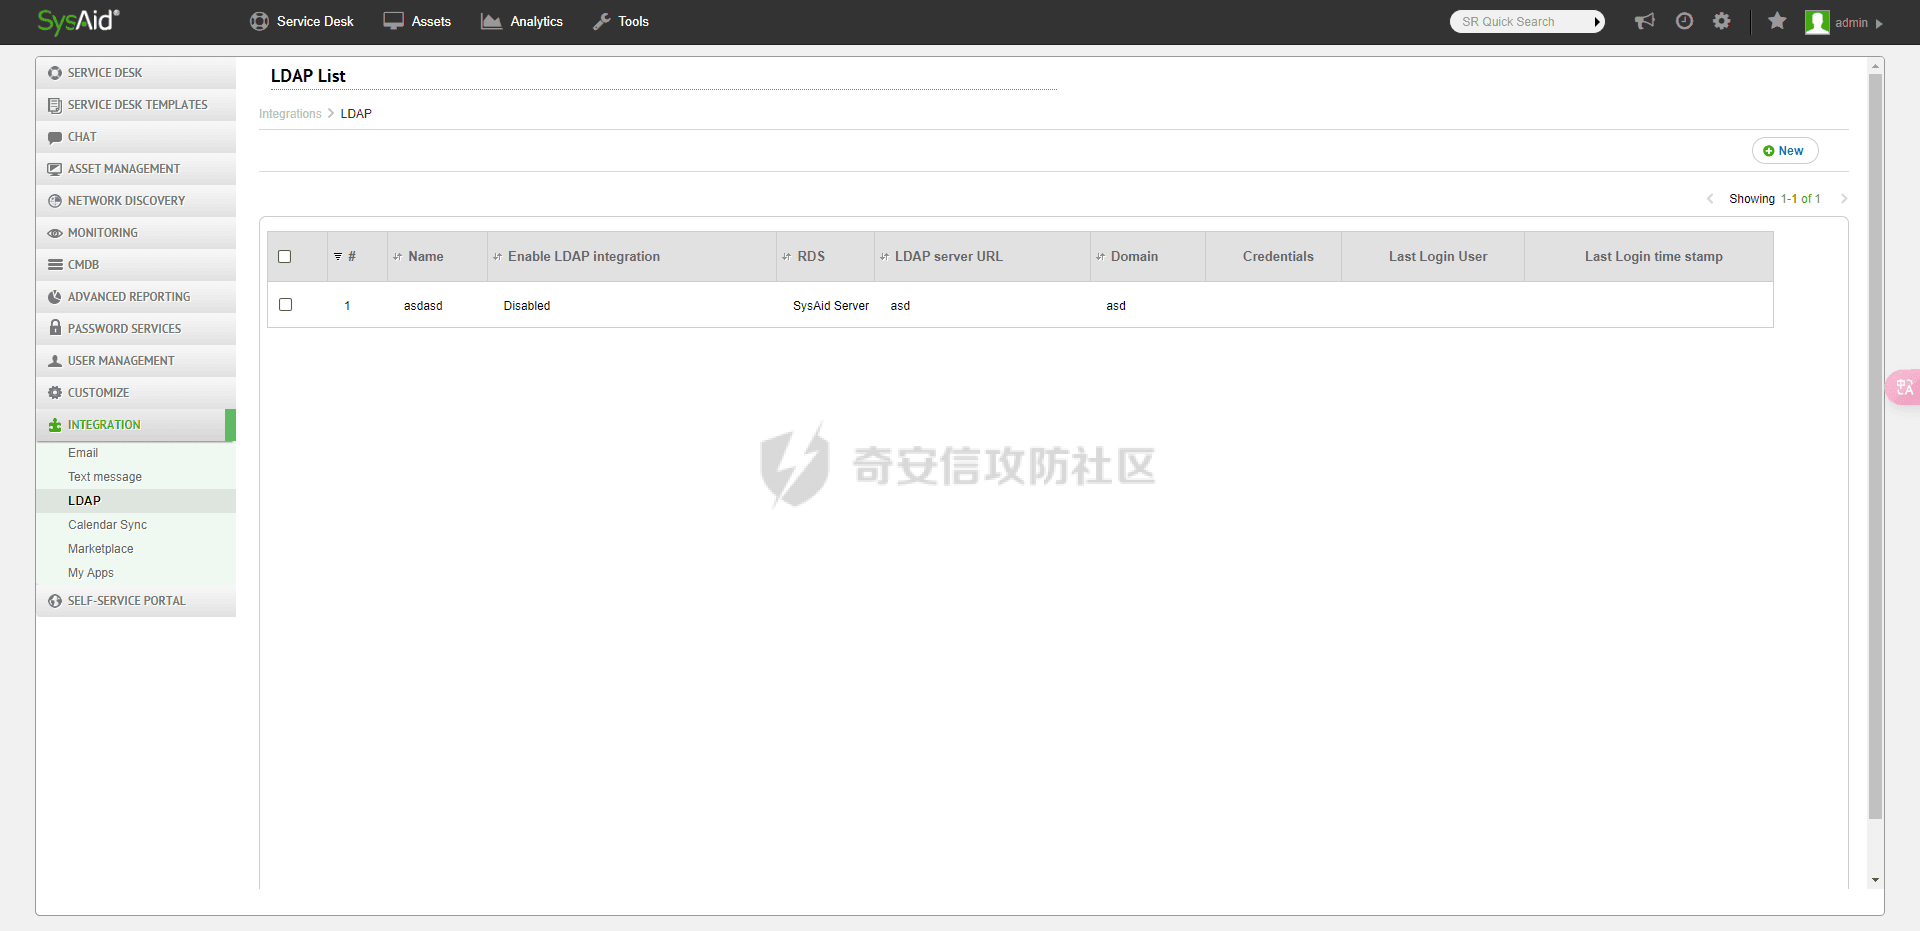 SysAid®
Service Desk
Assets
Analytics
Tools
SR Quick Search
admin
SERVICE DESK
SERVICE DESK TEMPLATES
CHAT
ASSET MANAGEMENT
NETWORK DISCOVERY
MONITORING
CMDB
ADVANCED REPORTING
PASSWORD SERVICES
USER MANAGEMENT
CUSTOMIZE
INTEGRATION
Email
Text message
LDAP
Calendar Sync
Marketplace
My Apps
SELF-SERVICE PORTAL
LDAP List
Integrations > LDAP
New
Showing 1-1 of 1
# Name Enable LDAP integration RDS LDAP server URL Domain Credentials Last Login User Last Login time stamp
1 asdasd Disabled SysAid Server asd asd
奇安信攻防社区
中A